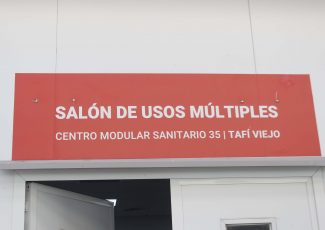 SALÓN DE USOS MÚLTIPLES
CENTRO MODULAR SANITARIO 35 | TAFÍ VIEJO